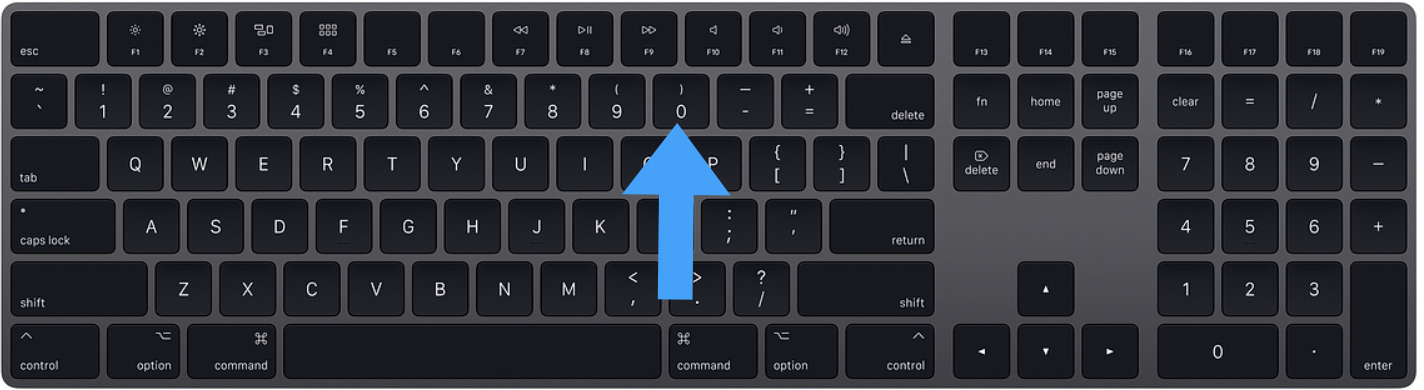 esc F1 F2 F3 F4 F5 F6 F7 F8 F9 F10 F11 F12 F13 F14 F15 F16 F17 F18 F19
~ ! @ # $ % ^ & * ( ) — +
` 1 2 3 4 5 6 7 8 9 0 - = delete fn home page up clear = / *
tab Q W E R T Y U I P { [ } ] | \ delete end page down 7 8 9 −
caps lock A S D F G H J K : ; " ' return 4 5 6 +
shift Z X C V B N M < , > . ? / shift 1 2 3
control option ⌘ command ⌘ command option control 0 . enter